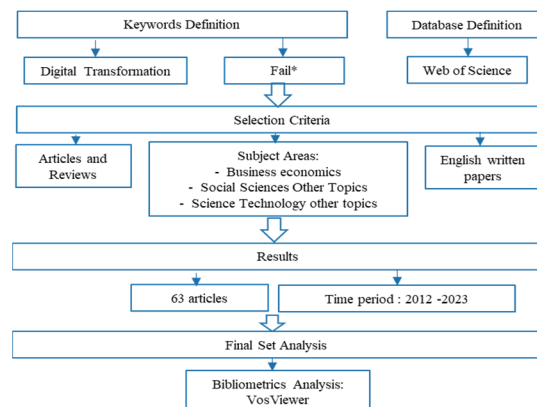 Keywords Definition
Database Definition
Digital Transformation
Fail*
Web of Science
Selection Criteria
Articles and
Reviews
Subject Areas:
- Business economics
- Social Sciences Other Topics
- Science Technology other topics
English written
papers
Results
63 articles
Time period : 2012 -2023
Final Set Analysis
Bibliometrics Analysis:
VosViewer